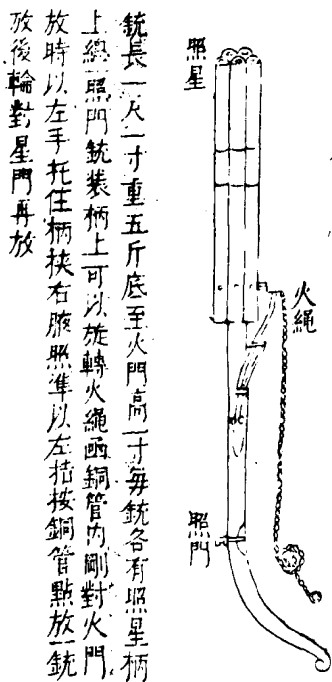 照星
火繩
照門
銃長一尺一寸重五斤底至火門高一寸每銃各有照星柄
上總一照門銃裝柄上可以旋轉火繩函銅管內剛對火門
放時以左手托住柄挾右腋照準以左指按銅管點放一銃
放後輪對星門再放